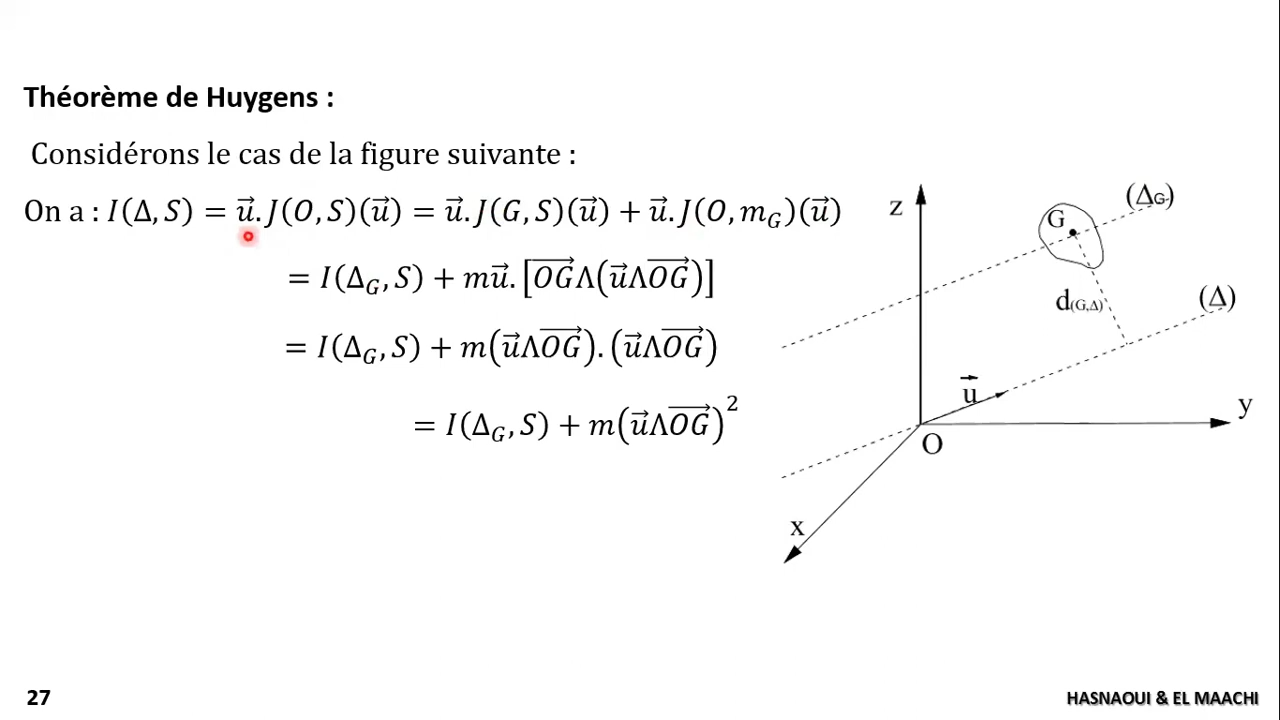 Théorème de Huygens :
Considérons le cas de la figure suivante :
On a : I(Δ, S) = u⃗. J(O, S)(u⃗) = u⃗. J(G, S)(u⃗) + u⃗. J(O, m_G)(u⃗)
= I(Δ_G, S) + mu⃗. [OG⃗Λ(u⃗ΛOG⃗)]
= I(Δ_G, S) + m(u⃗ΛOG⃗). (u⃗ΛOG⃗)
= I(Δ_G, S) + m(u⃗ΛOG⃗)²
z
G
(Δ_G)
d(G,Δ)
(Δ)
u⃗
y
O
x
27
HASNAOUI & EL MAACHI